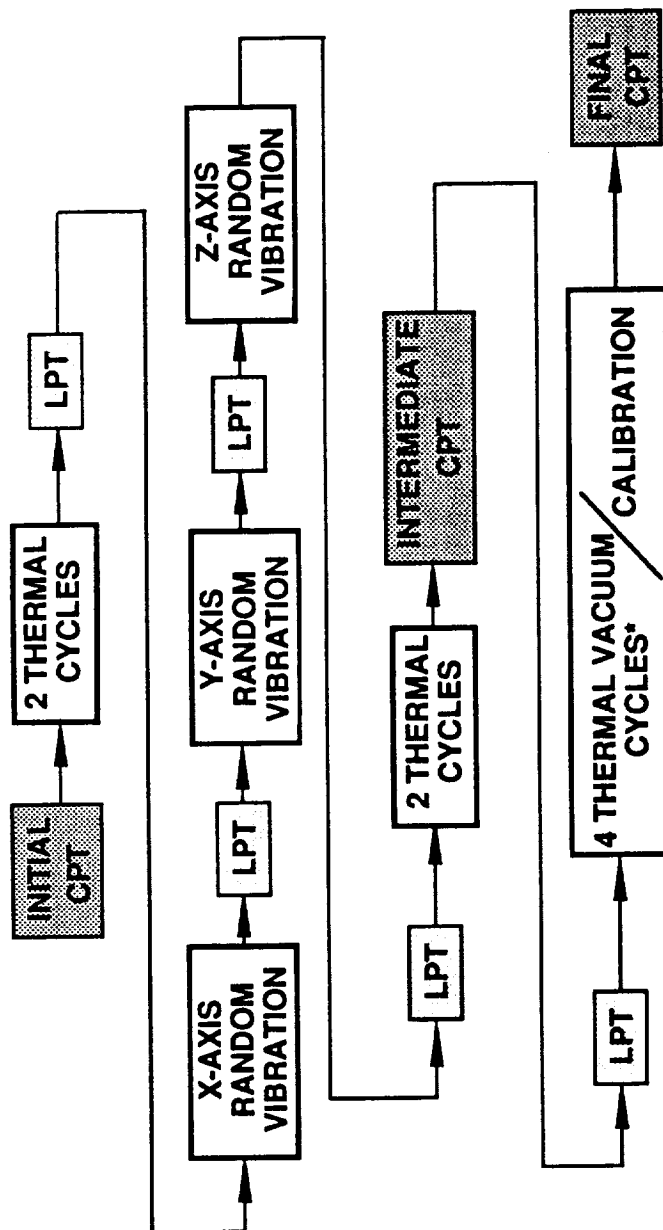 INITIAL
CPT
2 THERMAL
CYCLES
LPT
X-AXIS
RANDOM
VIBRATION
LPT
Y-AXIS
RANDOM
VIBRATION
LPT
Z-AXIS
RANDOM
VIBRATION
LPT
2 THERMAL
CYCLES
INTERMEDIATE
CPT
LPT
4 THERMAL VACUUM
CYCLES*
CALIBRATION
FINAL
CPT